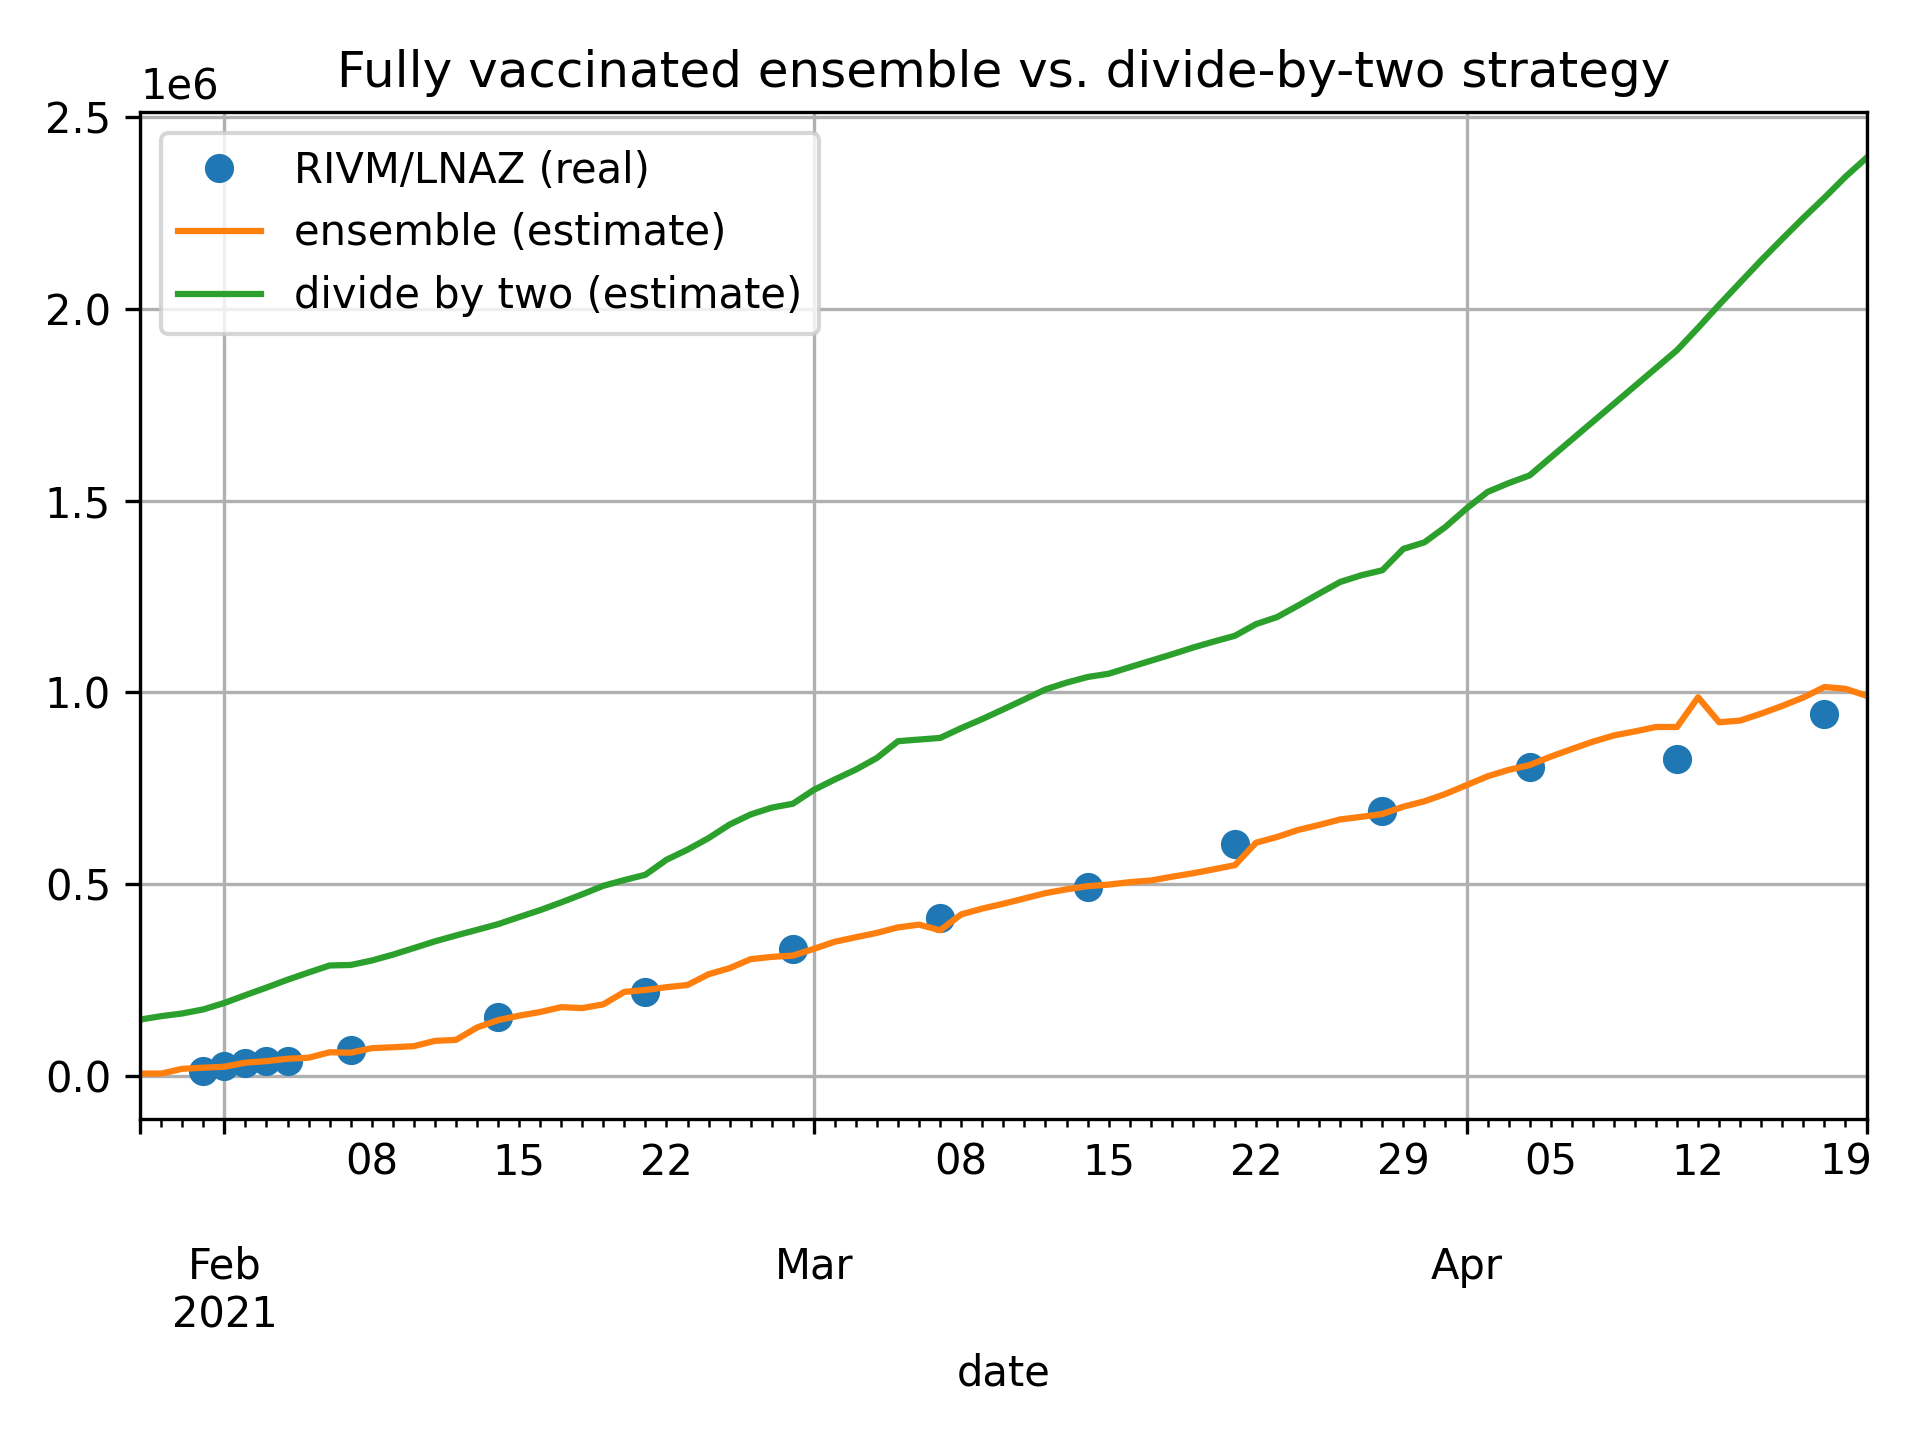 Fully vaccinated ensemble vs. divide-by-two strategy
1e6
2.5
2.0
1.5
1.0
0.5
0.0
RIVM/LNAZ (real)
ensemble (estimate)
divide by two (estimate)
08 15 22 08 15 22 29 05 12 19
Feb Mar Apr
2021
date